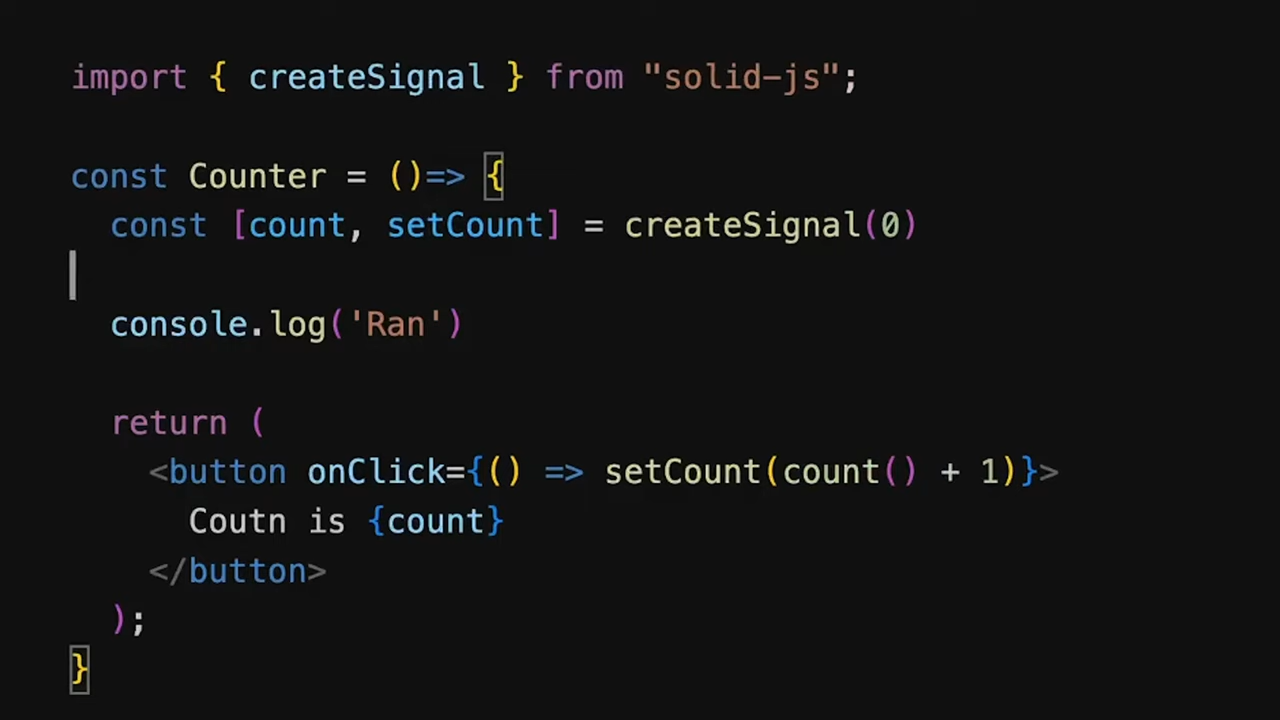 import { createSignal } from "solid-js";
const Counter = ()=> {
const [count, setCount] = createSignal(0)
console.log('Ran')
return (
<button onClick={() => setCount(count() + 1)}>
Coutn is {count}
</button>
);
}